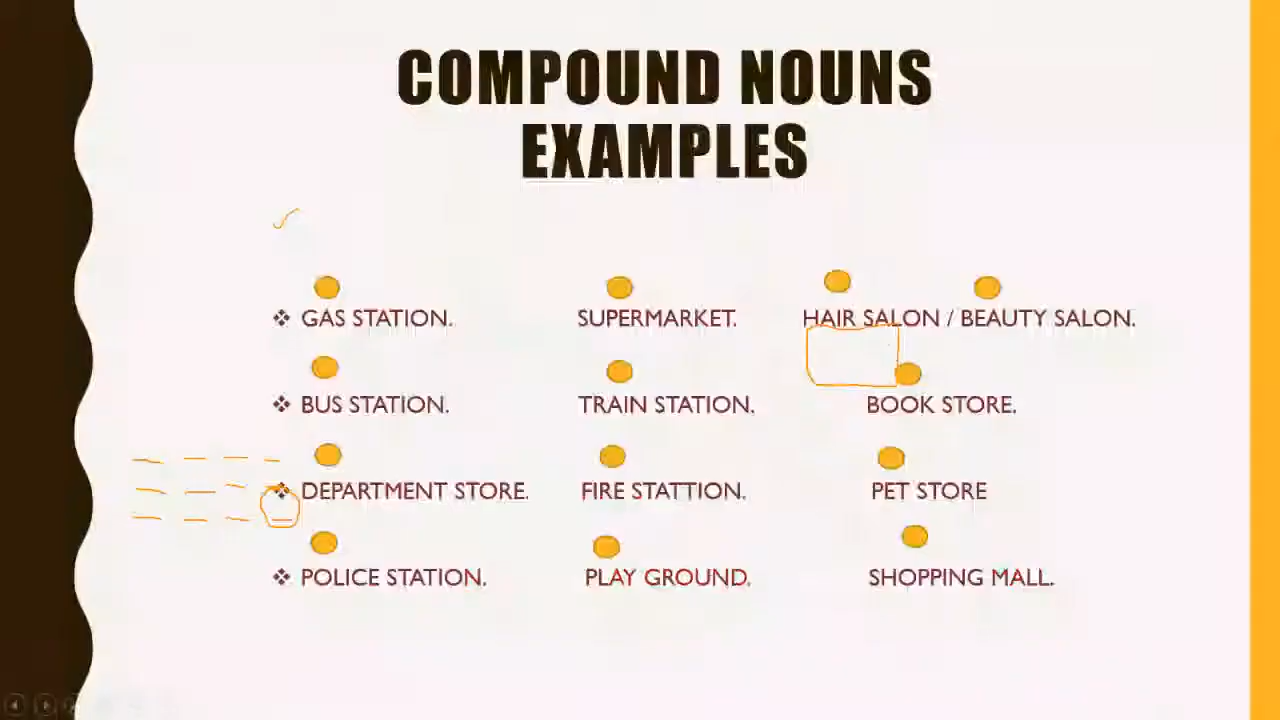 COMPOUND NOUNS
EXAMPLES
❖ GAS STATION. SUPERMARKET. HAIR SALON / BEAUTY SALON.
❖ BUS STATION. TRAIN STATION. BOOK STORE.
❖ DEPARTMENT STORE. FIRE STATTION. PET STORE
❖ POLICE STATION. PLAY GROUND. SHOPPING MALL.